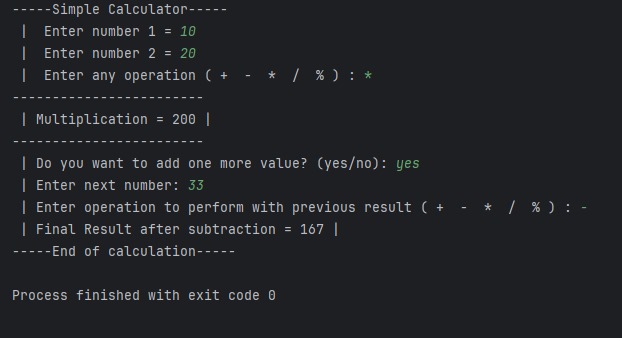 -----Simple Calculator-----
 |  Enter number 1 = 10
 |  Enter number 2 = 20
 |  Enter any operation ( +  -  *  /  % ) : *
------------------------
 | Multiplication = 200 |
------------------------
 | Do you want to add one more value? (yes/no): yes
 | Enter next number: 33
 | Enter operation to perform with previous result ( +  -  *  /  % ) : -
 | Final Result after subtraction = 167 |
-----End of calculation-----
Process finished with exit code 0